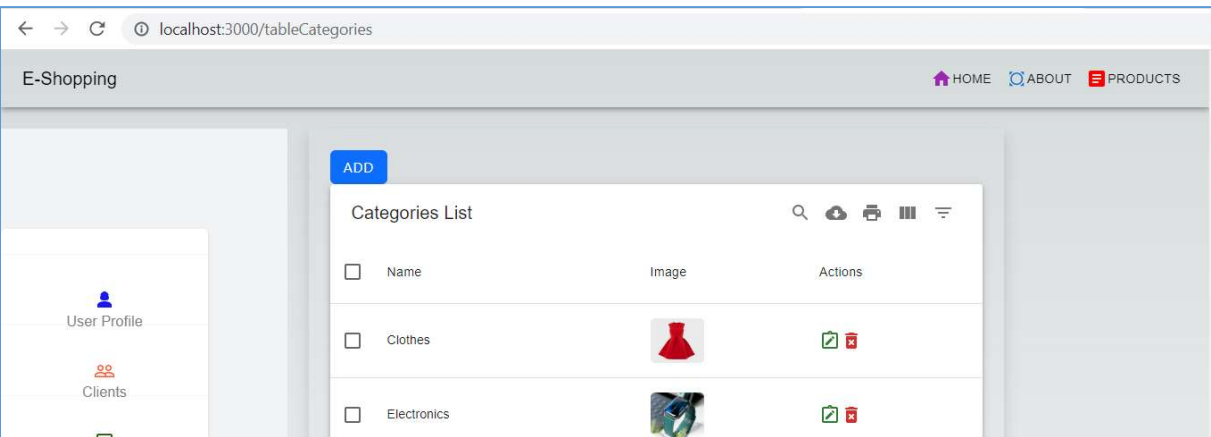 localhost:3000/tableCategories
E-Shopping
HOME ABOUT PRODUCTS
ADD
Categories List
Name Image Actions
User Profile
Clothes
Clients
Electronics